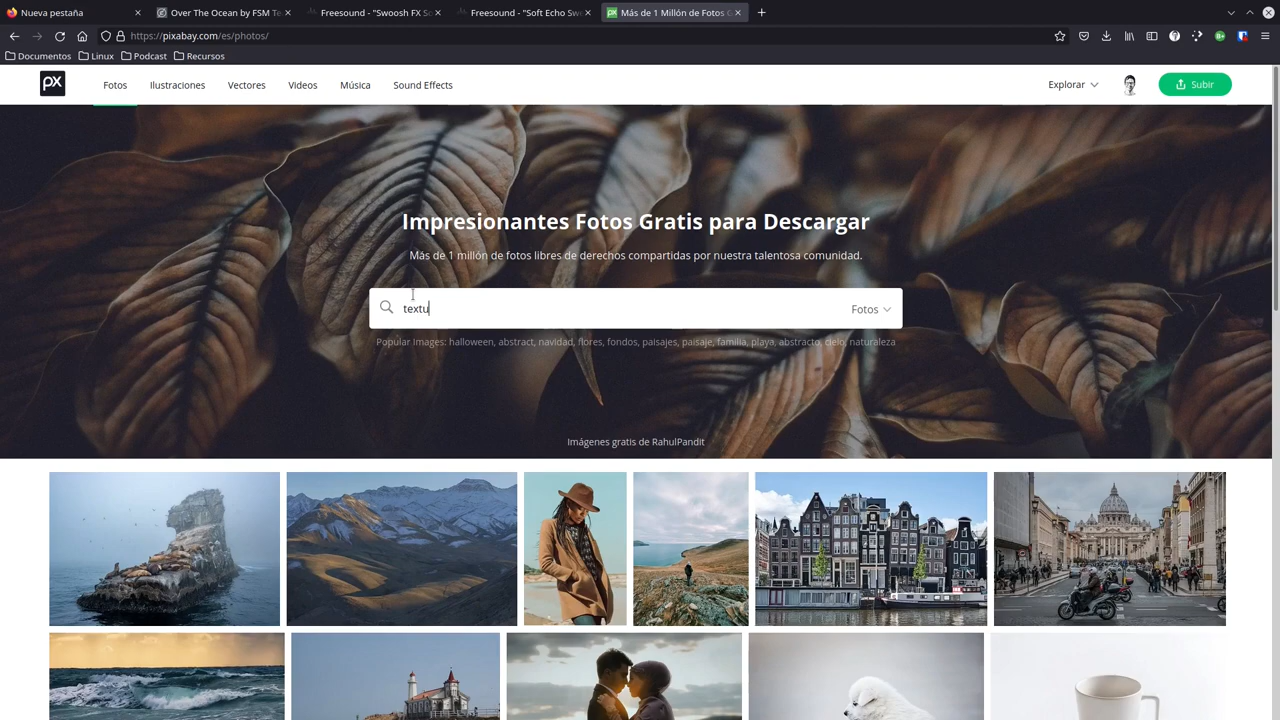 Nueva pestaña
Over The Ocean by FSM Te
Freesound - "Swoosh FX So
Freesound - "Soft Echo Swe
Más de 1 Millón de Fotos G
https://pixabay.com/es/photos/
Documentos
Linux
Podcast
Recursos
px
Fotos
Ilustraciones
Vectores
Videos
Música
Sound Effects
Explorar
Subir
Impresionantes Fotos Gratis para Descargar
Más de 1 millón de fotos libres de derechos compartidas por nuestra talentosa comunidad.
textu
Fotos
Popular Images: halloween, abstract, navidad, flores, fondos, paisajes, paisaje, familia, playa, abstracto, cielo, naturaleza
Imágenes gratis de RahulPandit